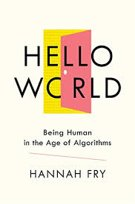 HELLO
WORLD
Being Human
in the Age of Algorithms
HANNAH FRY